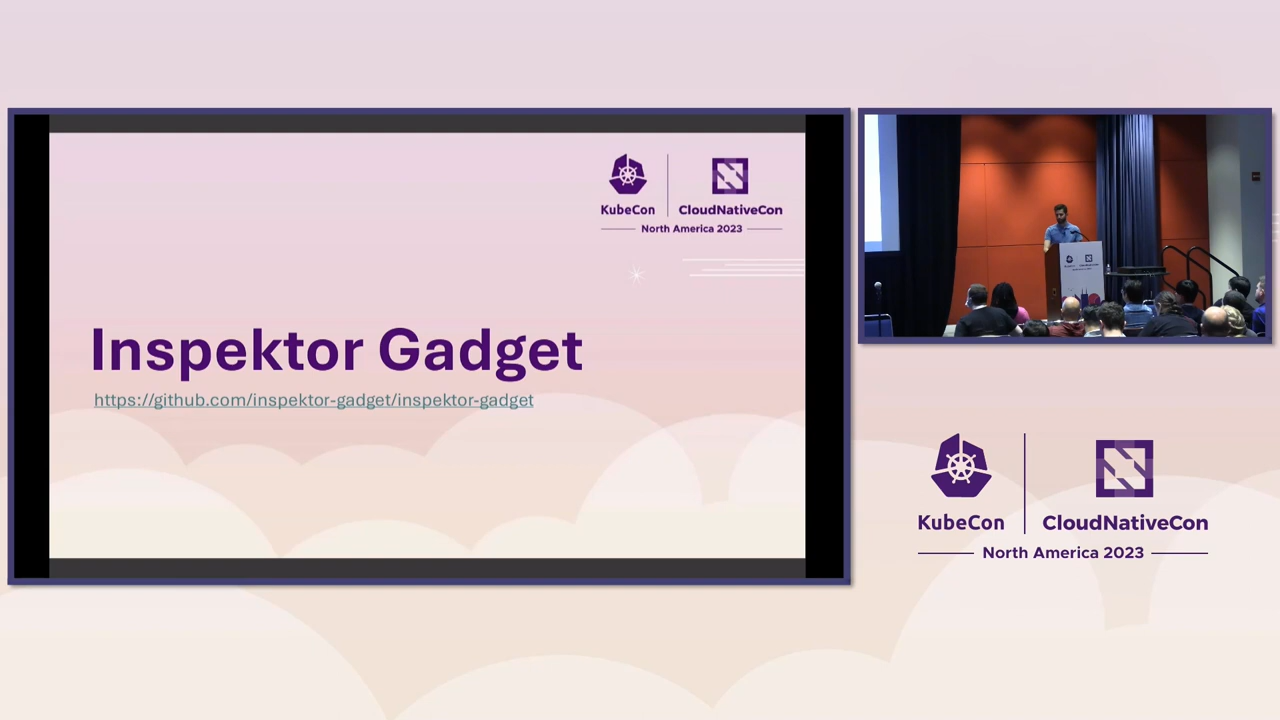 KubeCon
CloudNativeCon
North America 2023
Inspektor Gadget
https://github.com/inspektor-gadget/inspektor-gadget
KubeCon
CloudNativeCon
North America 2023